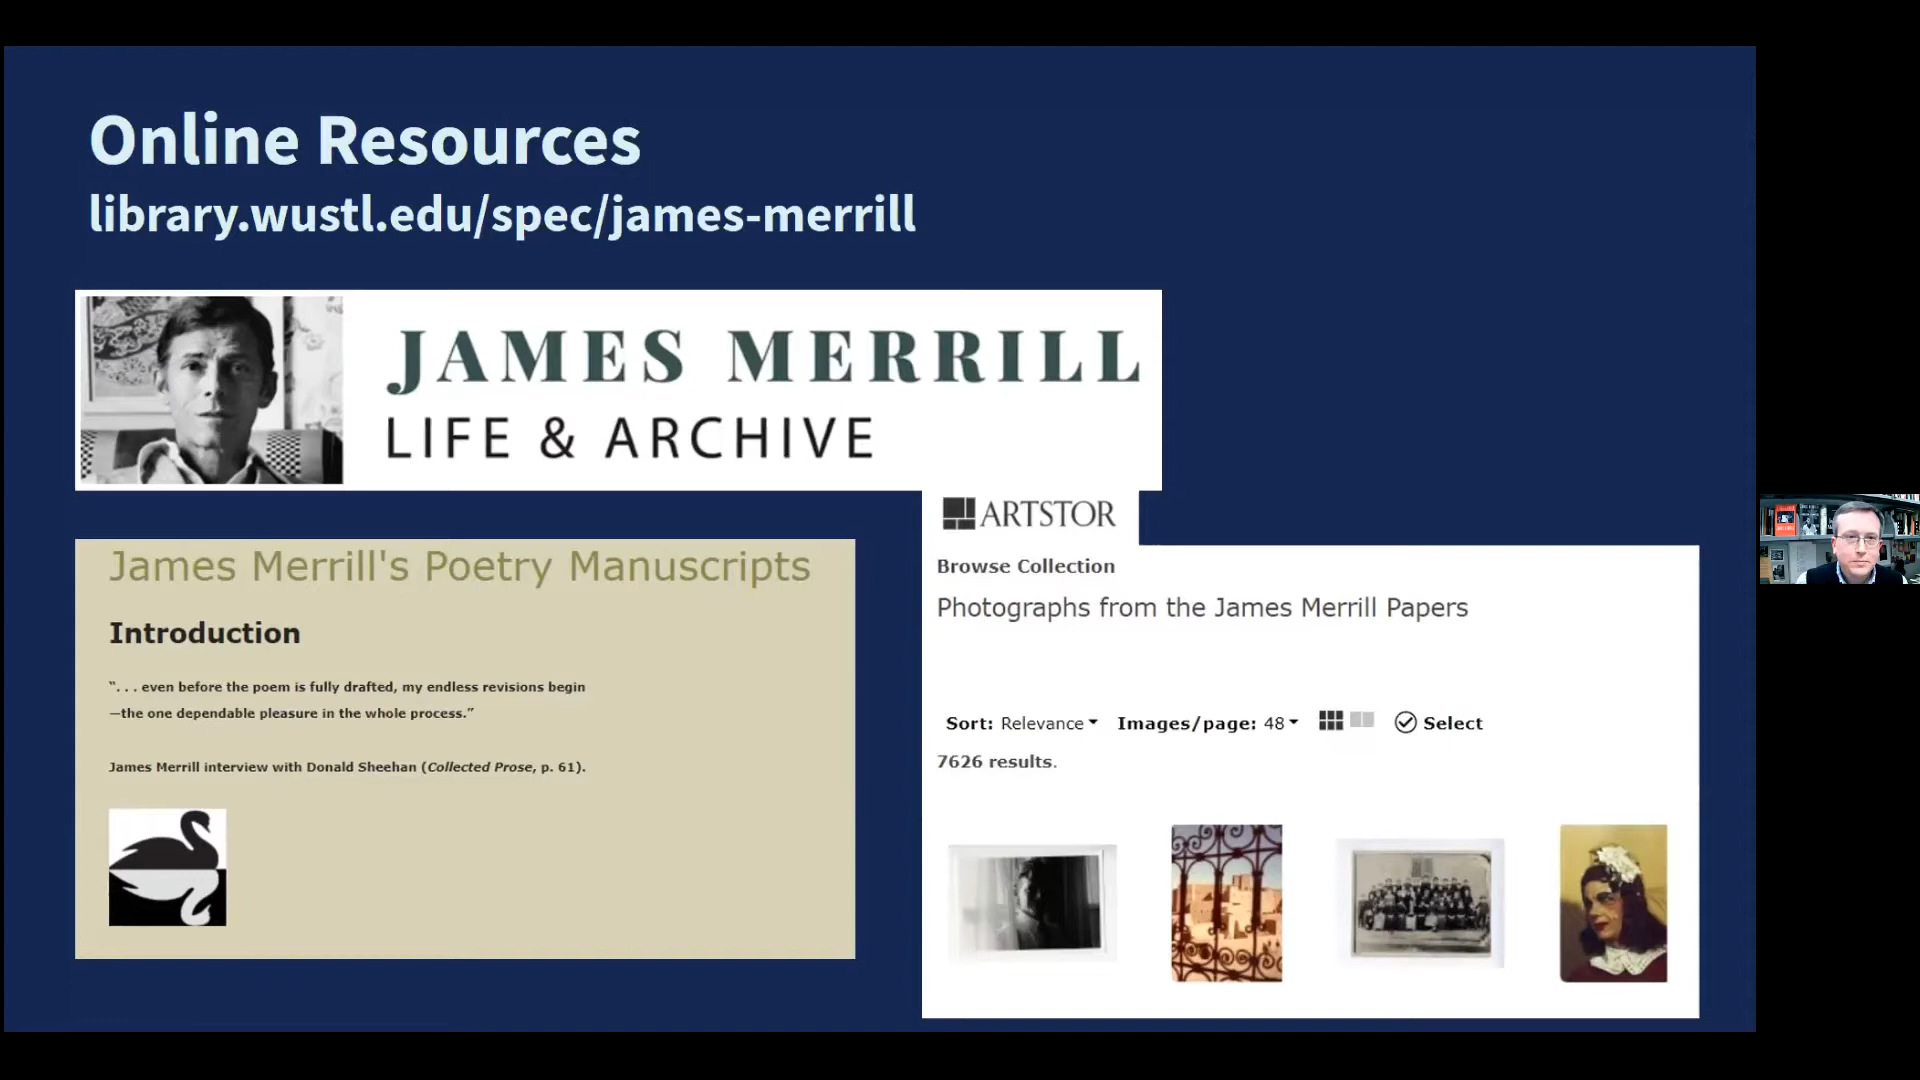 Online Resources
library.wustl.edu/spec/james-merrill
JAMES MERRILL
LIFE & ARCHIVE
James Merrill's Poetry Manuscripts
Introduction
“. . . even before the poem is fully drafted, my endless revisions begin
—the one dependable pleasure in the whole process.”
James Merrill interview with Donald Sheehan (Collected Prose, p. 61).
ARTSTOR
Browse Collection
Photographs from the James Merrill Papers
Sort: Relevance Images/page: 48 Select
7626 results.